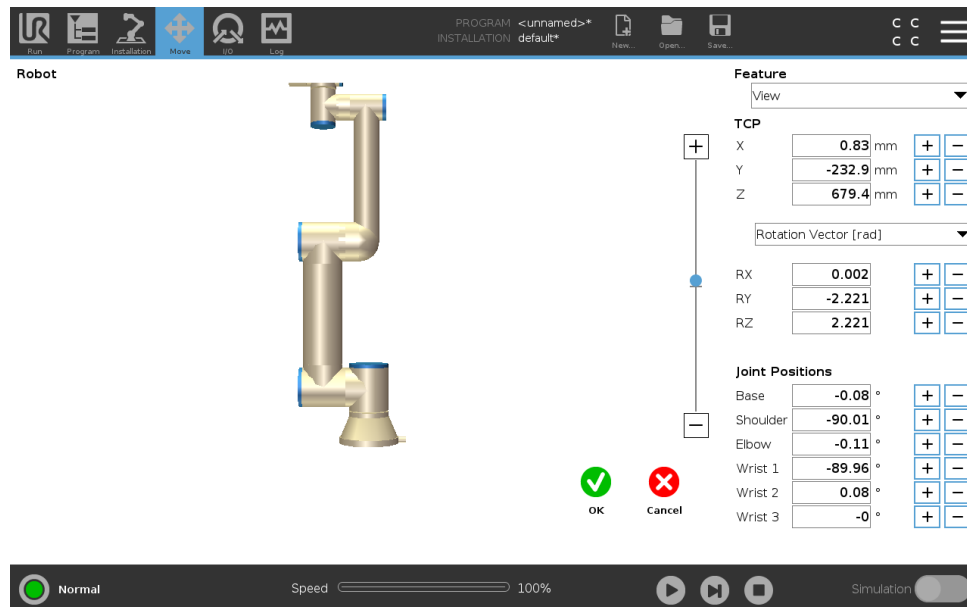 PROGRAM <unnamed>*
INSTALLATION default*
Run Program Installation Move I/O Log New... Open... Save...
C C
C C
Robot
Feature
View
TCP
X 0.83 mm + −
Y -232.9 mm + −
Z 679.4 mm + −
Rotation Vector [rad]
RX 0.002 + −
RY -2.221 + −
RZ 2.221 + −
Joint Positions
Base -0.08 ° + −
Shoulder -90.01 ° + −
Elbow -0.11 ° + −
Wrist 1 -89.96 ° + −
Wrist 2 0.08 ° + −
Wrist 3 -0 ° + −
+
−
OK Cancel
Normal Speed 100% Simulation